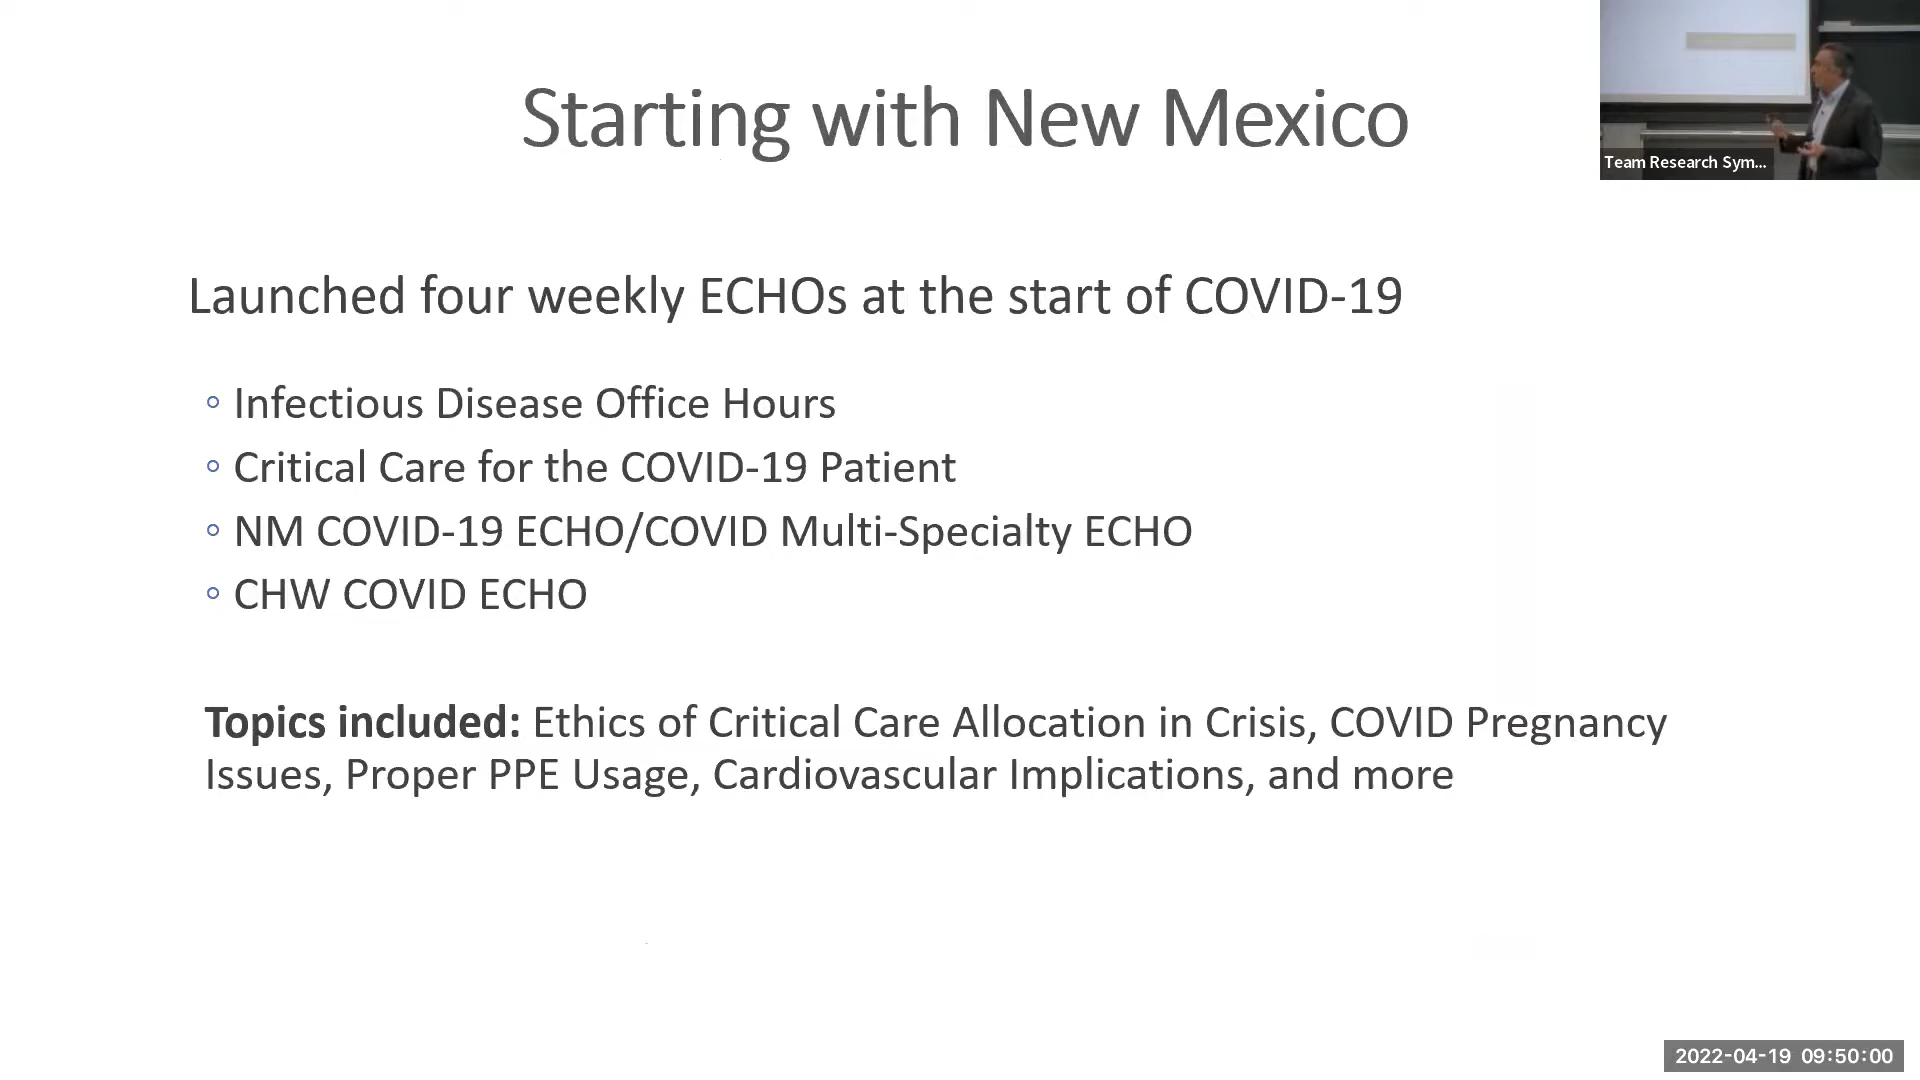 Starting with New Mexico
Team Research Sym...
Launched four weekly ECHOs at the start of COVID-19
Infectious Disease Office Hours
Critical Care for the COVID-19 Patient
NM COVID-19 ECHO/COVID Multi-Specialty ECHO
CHW COVID ECHO
Topics included: Ethics of Critical Care Allocation in Crisis, COVID Pregnancy
Issues, Proper PPE Usage, Cardiovascular Implications, and more
2022-04-19 09:50:00